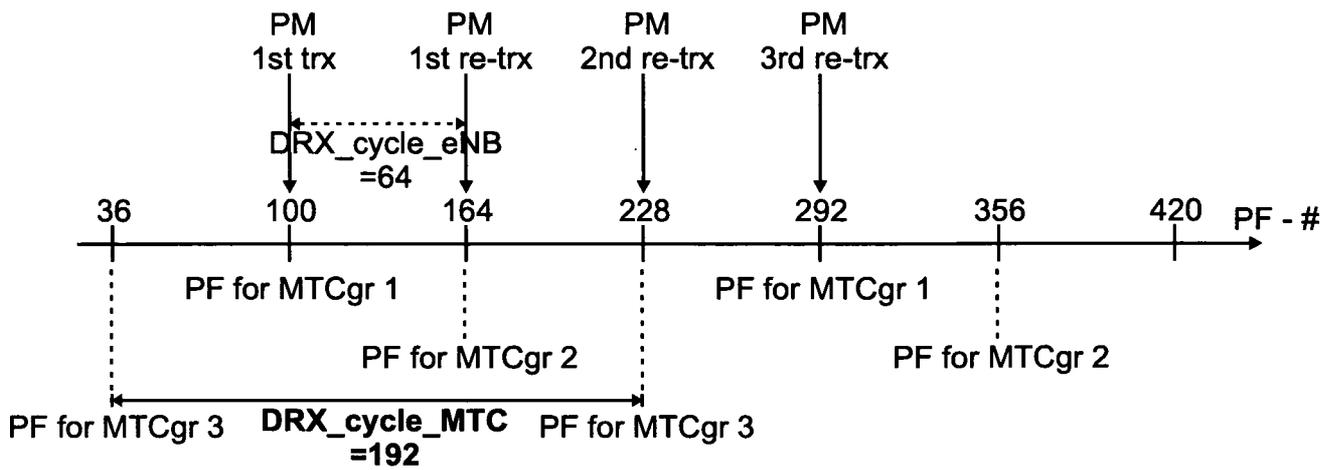 PM
1st trx
PM
1st re-trx
PM
2nd re-trx
PM
3rd re-trx
DRX_cycle_eNB
=64
36
100
164
228
292
356
420
PF - #
PF for MTCgr 1
PF for MTCgr 1
PF for MTCgr 2
PF for MTCgr 2
PF for MTCgr 3
DRX_cycle_MTC
=192
PF for MTCgr 3